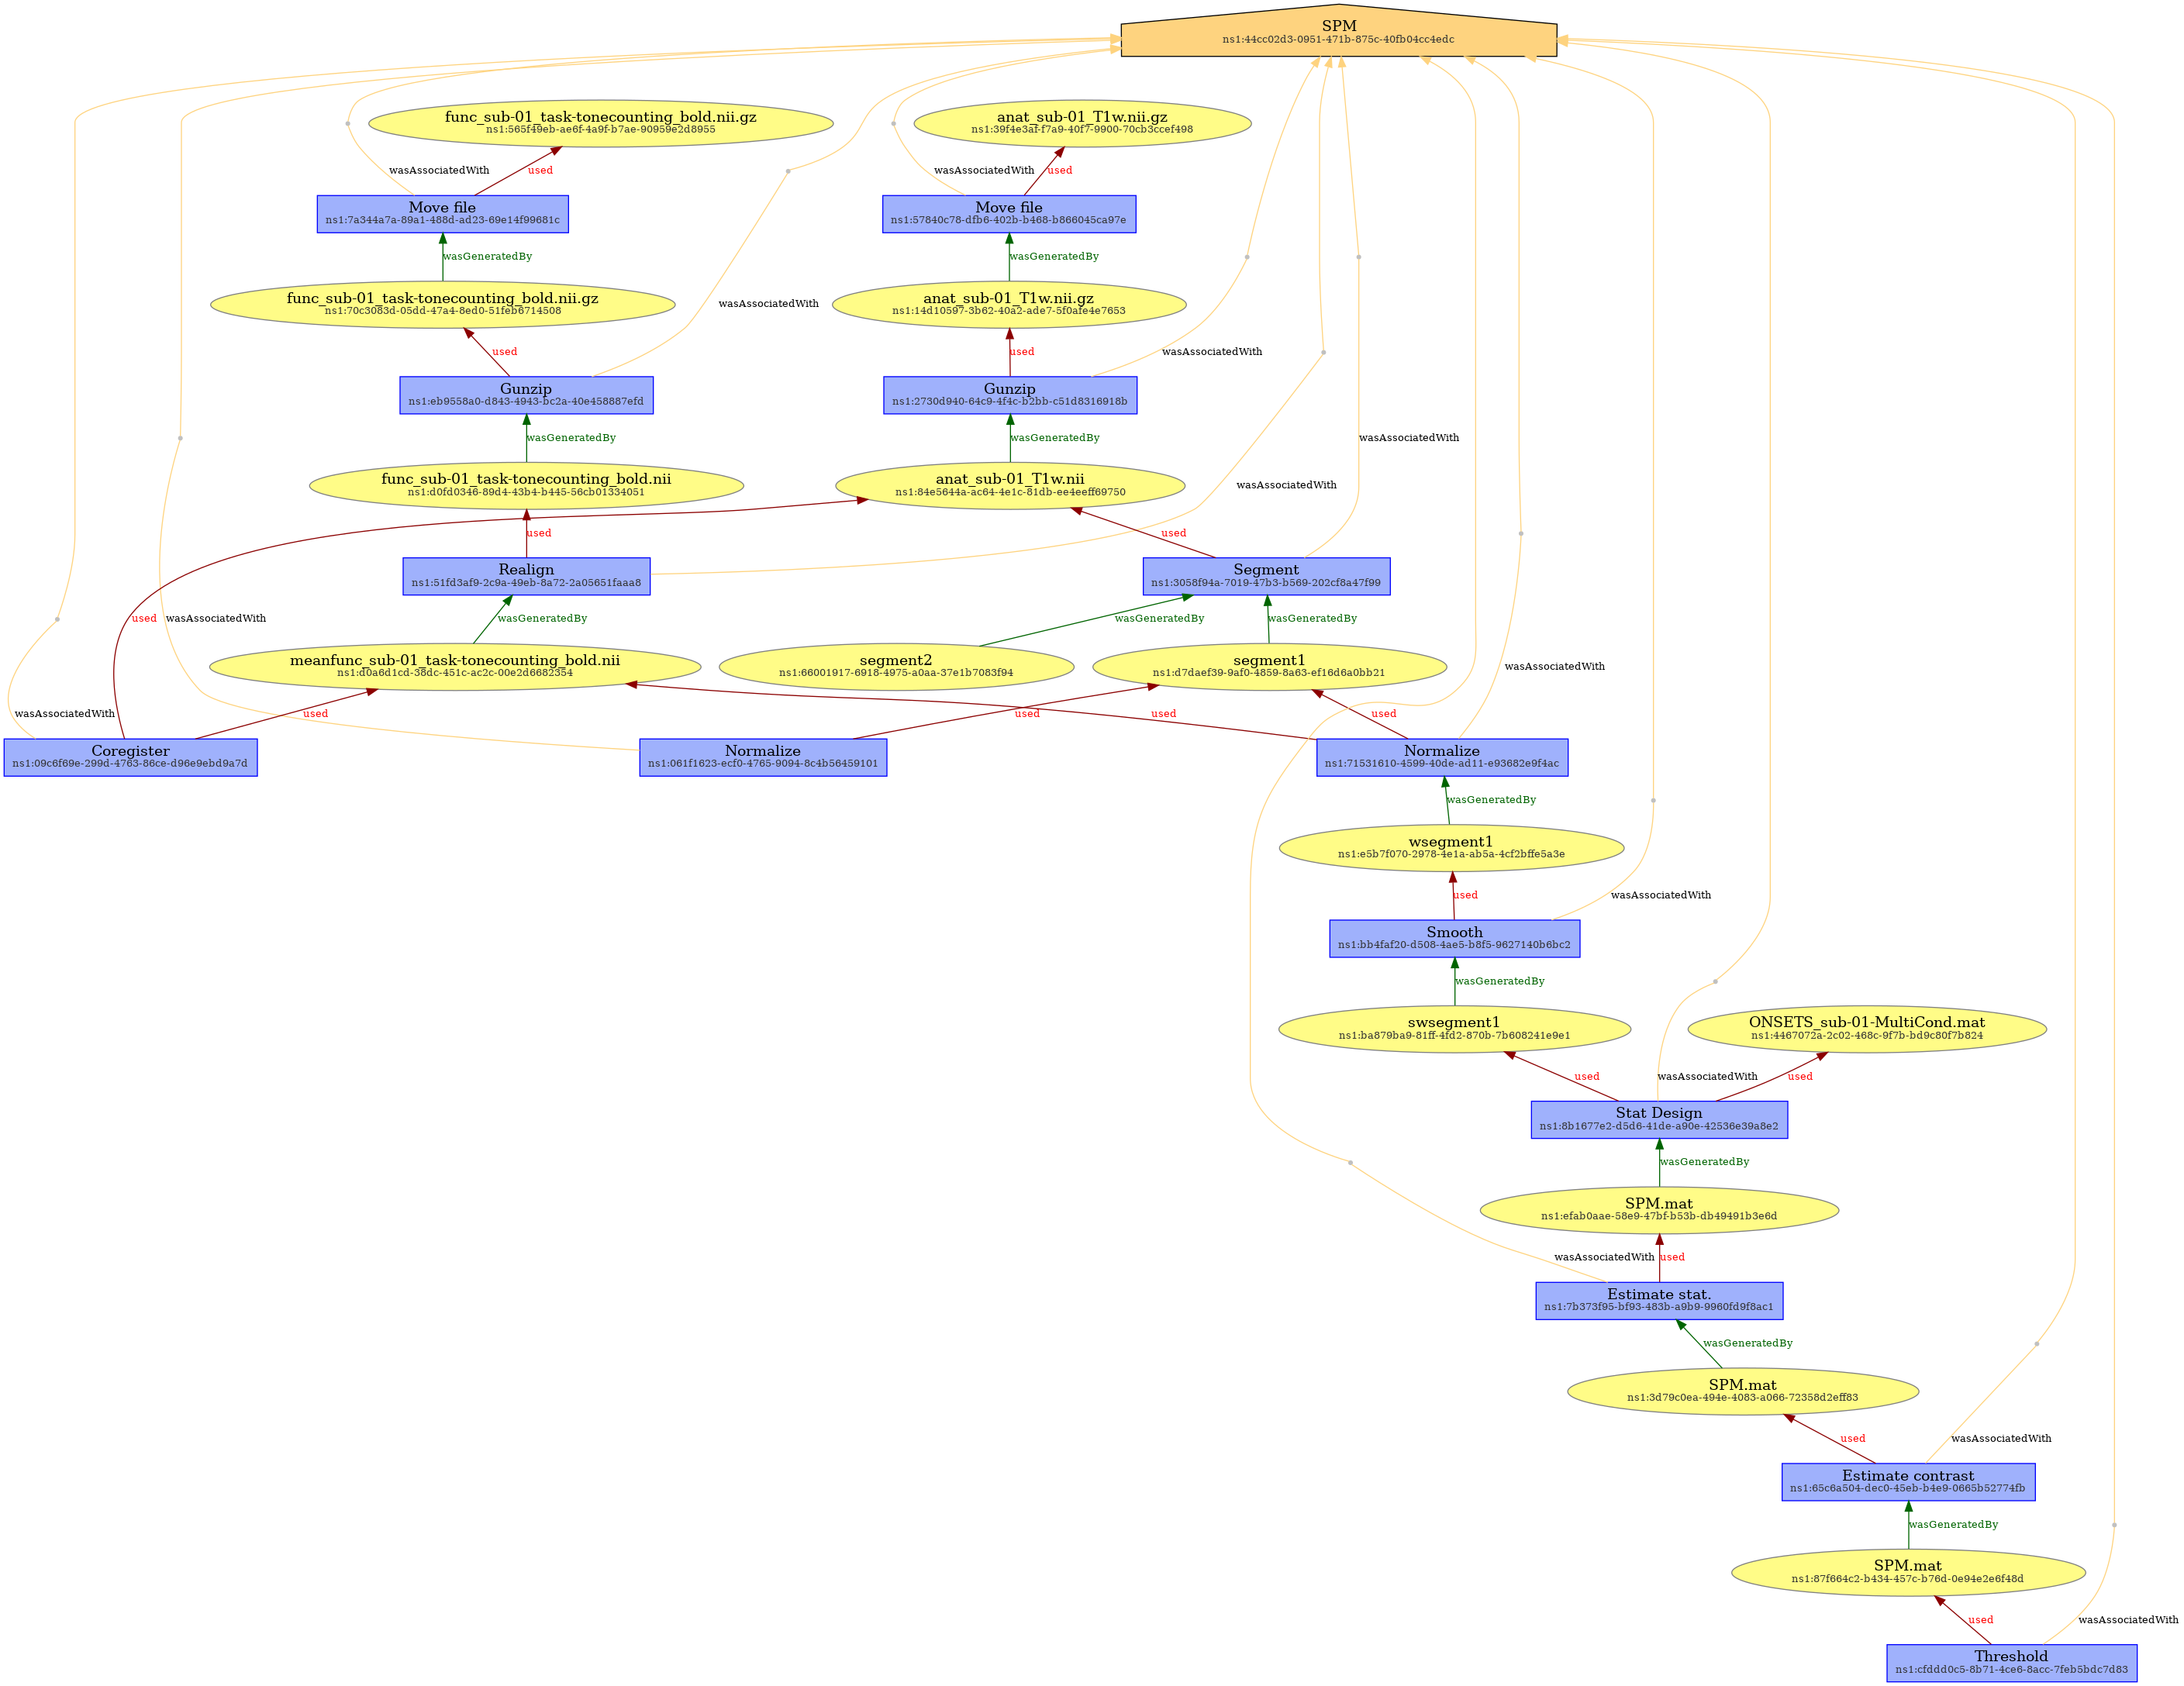 SPM
ns1:44cc02d3-0951-471b-875c-40fb04cc4edc
func_sub-01_task-tonecounting_bold.nii.gz
ns1:565f49eb-ae6f-4a9f-b7ae-90959e2d8955
anat_sub-01_T1w.nii.gz
ns1:39f4e3af-f7a9-40f7-9900-70cb3ccef498
wasAssociatedWith
used
wasAssociatedWith
used
Move file
ns1:7a344a7a-89a1-488d-ad23-69e14f99681c
Move file
ns1:57840c78-dfb6-402b-b468-b866045ca97e
wasGeneratedBy
wasGeneratedBy
func_sub-01_task-tonecounting_bold.nii.gz
ns1:70c3083d-05dd-47a4-8ed0-51feb6714508
wasAssociatedWith
anat_sub-01_T1w.nii.gz
ns1:14d10597-3b62-40a2-ade7-5f0afe4e7653
used
used
wasAssociatedWith
Gunzip
ns1:eb9558a0-d843-4943-bc2a-40e458887efd
Gunzip
ns1:2730d940-64c9-4f4c-b2bb-c51d8316918b
wasGeneratedBy
wasGeneratedBy
wasAssociatedWith
func_sub-01_task-tonecounting_bold.nii
ns1:d0fd0346-89d4-43b4-b445-56cb01334051
anat_sub-01_T1w.nii
ns1:84e5644a-ac64-4e1c-81db-ee4eeff69750
wasAssociatedWith
used
used
Realign
ns1:51fd3af9-2c9a-49eb-8a72-2a05651faaa8
Segment
ns1:3058f94a-7019-47b3-b569-202cf8a47f99
used
wasAssociatedWith
wasGeneratedBy
wasGeneratedBy
wasGeneratedBy
meanfunc_sub-01_task-tonecounting_bold.nii
ns1:d0a6d1cd-38dc-451c-ac2c-00e2d6682354
segment2
ns1:66001917-6918-4975-a0aa-37e1b7083f94
segment1
ns1:d7daef39-9af0-4859-8a63-ef16d6a0bb21
wasAssociatedWith
wasAssociatedWith
used
used
used
used
Coregister
ns1:09c6f69e-299d-4763-86ce-d96e9ebd9a7d
Normalize
ns1:061f1623-ecf0-4765-9094-8c4b56459101
Normalize
ns1:71531610-4599-40de-ad11-e93682e9f4ac
wasGeneratedBy
wsegment1
ns1:e5b7f070-2978-4e1a-ab5a-4cf2bffe5a3e
used
wasAssociatedWith
Smooth
ns1:bb4faf20-d508-4ae5-b8f5-9627140b6bc2
wasGeneratedBy
swsegment1
ns1:ba879ba9-81ff-4fd2-870b-7b608241e9e1
ONSETS_sub-01-MultiCond.mat
ns1:4467072a-2c02-468c-9f7b-bd9c80f7b824
used
wasAssociatedWith
used
Stat Design
ns1:8b1677e2-d5d6-41de-a90e-42536e39a8e2
wasGeneratedBy
SPM.mat
ns1:efab0aae-58e9-47bf-b53b-db49491b3e6d
wasAssociatedWith
used
Estimate stat.
ns1:7b373f95-bf93-483b-a9b9-9960fd9f8ac1
wasGeneratedBy
SPM.mat
ns1:3d79c0ea-494e-4083-a066-72358d2eff83
used
wasAssociatedWith
Estimate contrast
ns1:65c6a504-dec0-45eb-b4e9-0665b52774fb
wasGeneratedBy
SPM.mat
ns1:87f664c2-b434-457c-b76d-0e94e2e6f48d
used
wasAssociatedWith
Threshold
ns1:cfddd0c5-8b71-4ce6-8acc-7feb5bdc7d83